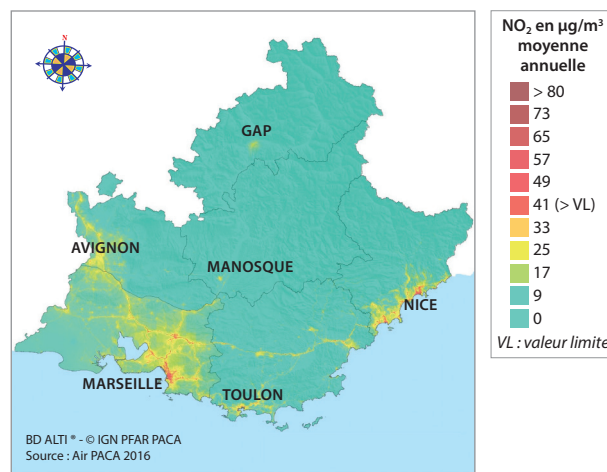 N
GAP
AVIGNON
MANOSQUE
NICE
MARSEILLE
TOULON
BD ALTI ® - © IGN PFAR PACA
Source : Air PACA 2016
NO₂ en µg/m³
moyenne
annuelle
> 80
73
65
57
49
41 (> VL)
33
25
17
9
0
VL : valeur limite